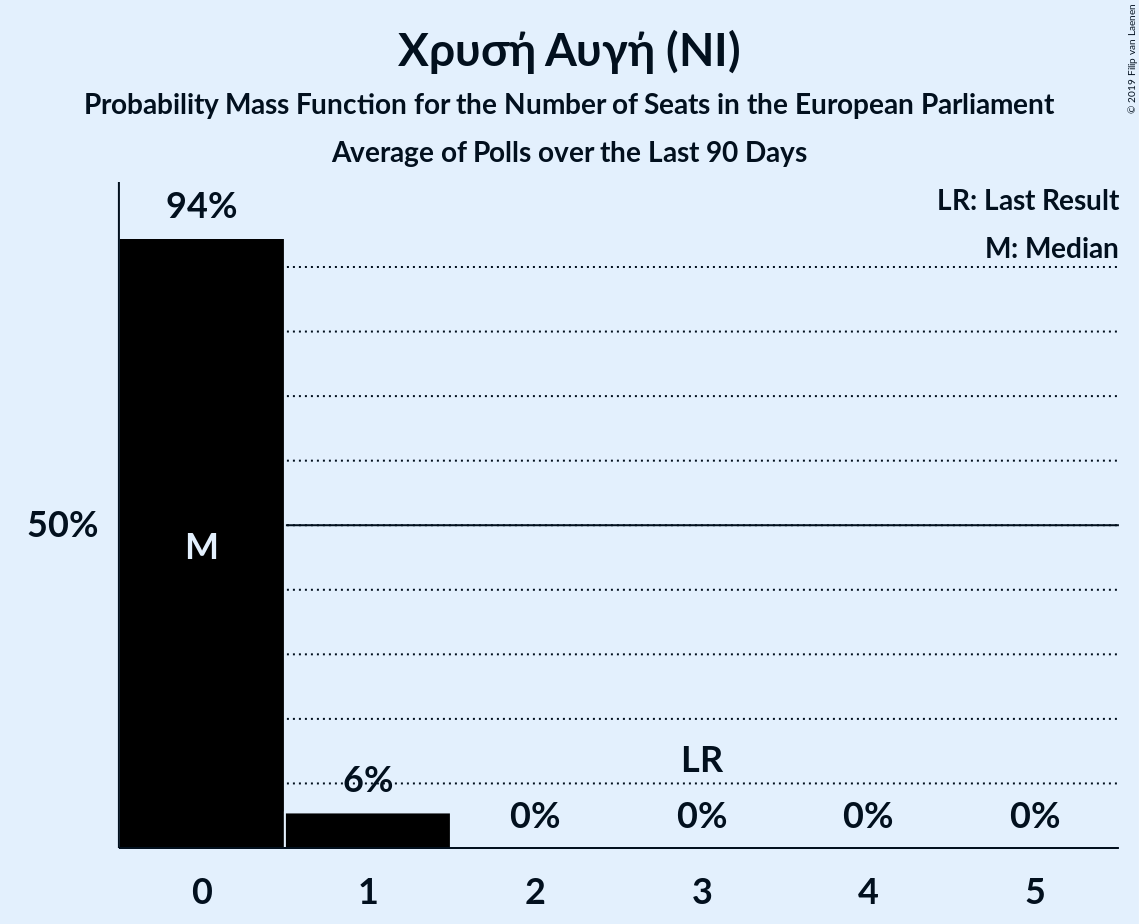 Χρυσή Αυγή (NI)
Probability Mass Function for the Number of Seats in the European Parliament
Average of Polls over the Last 90 Days
© 2019 Filip van Laenen
LR: Last Result
M: Median
94%
50%
M
LR
6%
0%
0%
0%
0%
0
1
2
3
4
5